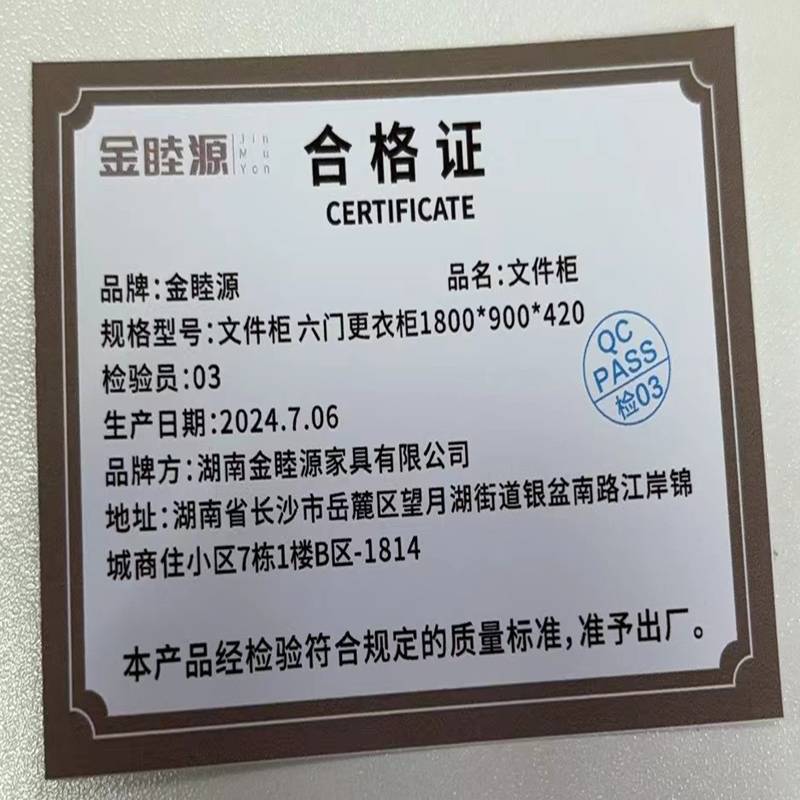 金睦源 Jin Mu Yon
合格证
CERTIFICATE
品牌:金睦源 品名:文件柜
规格型号:文件柜 六门更衣柜1800*900*420
检验员:03
生产日期:2024.7.06
品牌方:湖南金睦源家具有限公司
地址:湖南省长沙市岳麓区望月湖街道银盆南路江岸锦
城商住小区7栋1楼B区-1814
QC
PASS
检03
本产品经检验符合规定的质量标准,准予出厂。